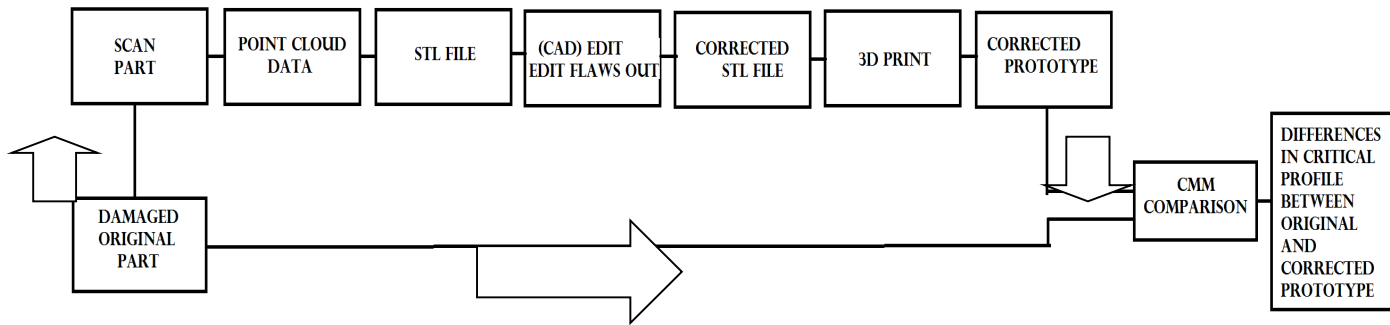 SCAN
PART
POINT CLOUD
DATA
STL FILE
(CAD) EDIT
EDIT FLAWS OUT
CORRECTED
STL FILE
3D PRINT
CORRECTED
PROTOTYPE
DAMAGED
ORIGINAL
PART
CMM
COMPARISON
DIFFERENCES
IN CRITICAL
PROFILE
BETWEEN
ORIGINAL
AND
CORRECTED
PROTOTYPE